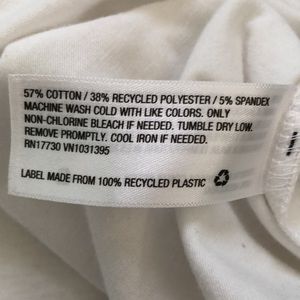 57% COTTON / 38% RECYCLED POLYESTER / 5% SPANDEX
MACHINE WASH COLD WITH LIKE COLORS. ONLY
NON-CHLORINE BLEACH IF NEEDED. TUMBLE DRY LOW.
REMOVE PROMPTLY. COOL IRON IF NEEDED.
RN17730 VN1031395
LABEL MADE FROM 100% RECYCLED PLASTIC